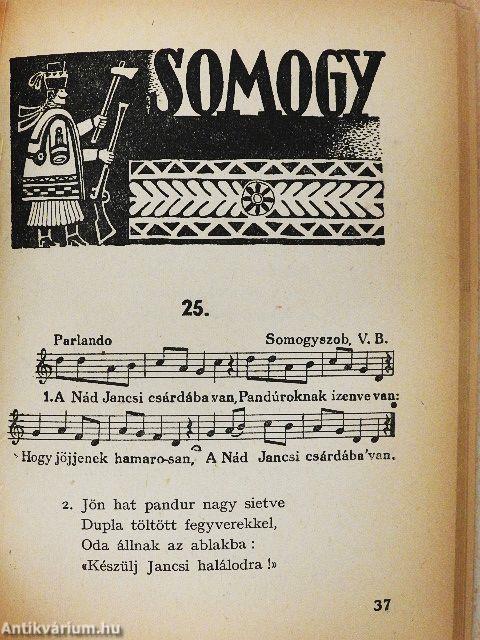 SOMOGY
25.
Parlando Somogyszob, V. B.
1. A Nád Jancsi csárdába van, Pandúroknak izenve van:
Hogy jöjjenek hamaro-san, A Nád Jancsi csárdába van.
2. Jön hat pandur nagy sietve
Dupla töltött fegyverekkel,
Oda állnak az ablakba :
«Készülj Jancsi halálodra !»
37
Antikvárium.hu